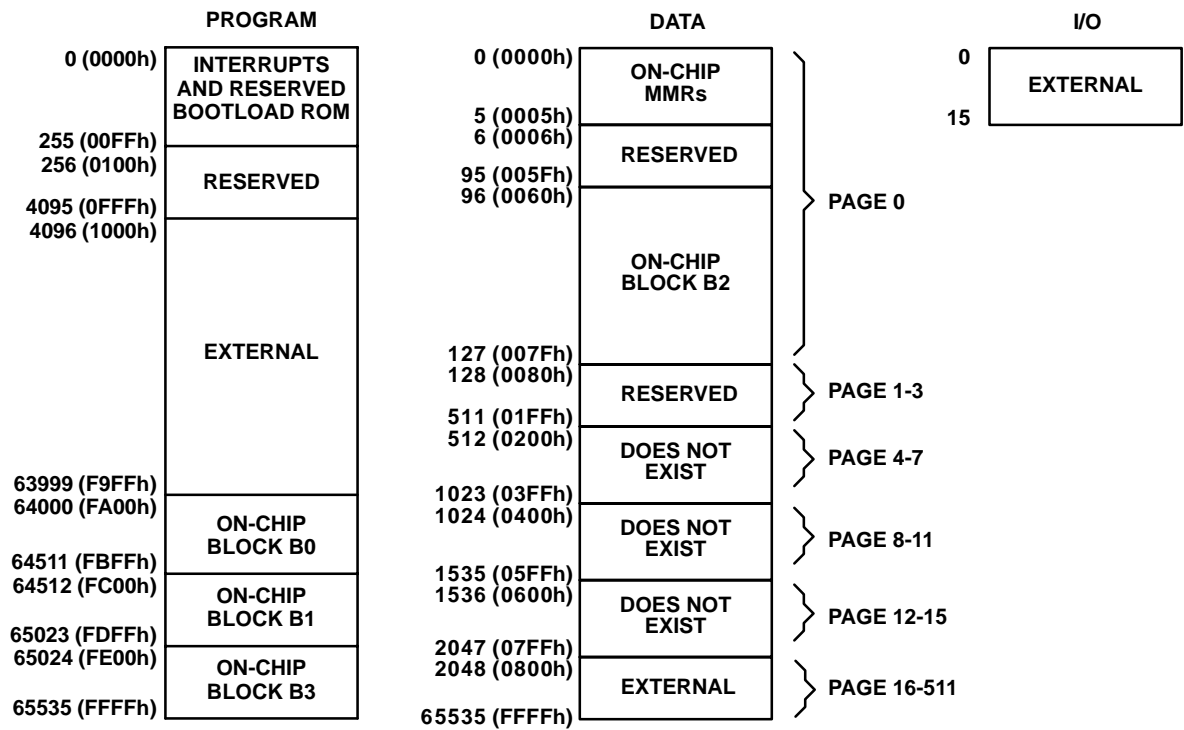 PROGRAM
0 (0000h)
INTERRUPTS
AND RESERVED
BOOTLOAD ROM
255 (00FFh)
256 (0100h)
RESERVED
4095 (0FFFh)
4096 (1000h)
EXTERNAL
63999 (F9FFh)
64000 (FA00h)
ON-CHIP
BLOCK B0
64511 (FBFFh)
64512 (FC00h)
ON-CHIP
BLOCK B1
65023 (FDFFh)
65024 (FE00h)
ON-CHIP
BLOCK B3
65535 (FFFFh)
DATA
0 (0000h)
ON-CHIP
MMRs
5 (0005h)
6 (0006h)
RESERVED
95 (005Fh)
96 (0060h)
ON-CHIP
BLOCK B2
127 (007Fh)
PAGE 0
128 (0080h)
RESERVED
511 (01FFh)
PAGE 1-3
512 (0200h)
DOES NOT
EXIST
1023 (03FFh)
PAGE 4-7
1024 (0400h)
DOES NOT
EXIST
1535 (05FFh)
PAGE 8-11
1536 (0600h)
DOES NOT
EXIST
2047 (07FFh)
PAGE 12-15
2048 (0800h)
EXTERNAL
65535 (FFFFh)
PAGE 16-511
I/O
0
EXTERNAL
15